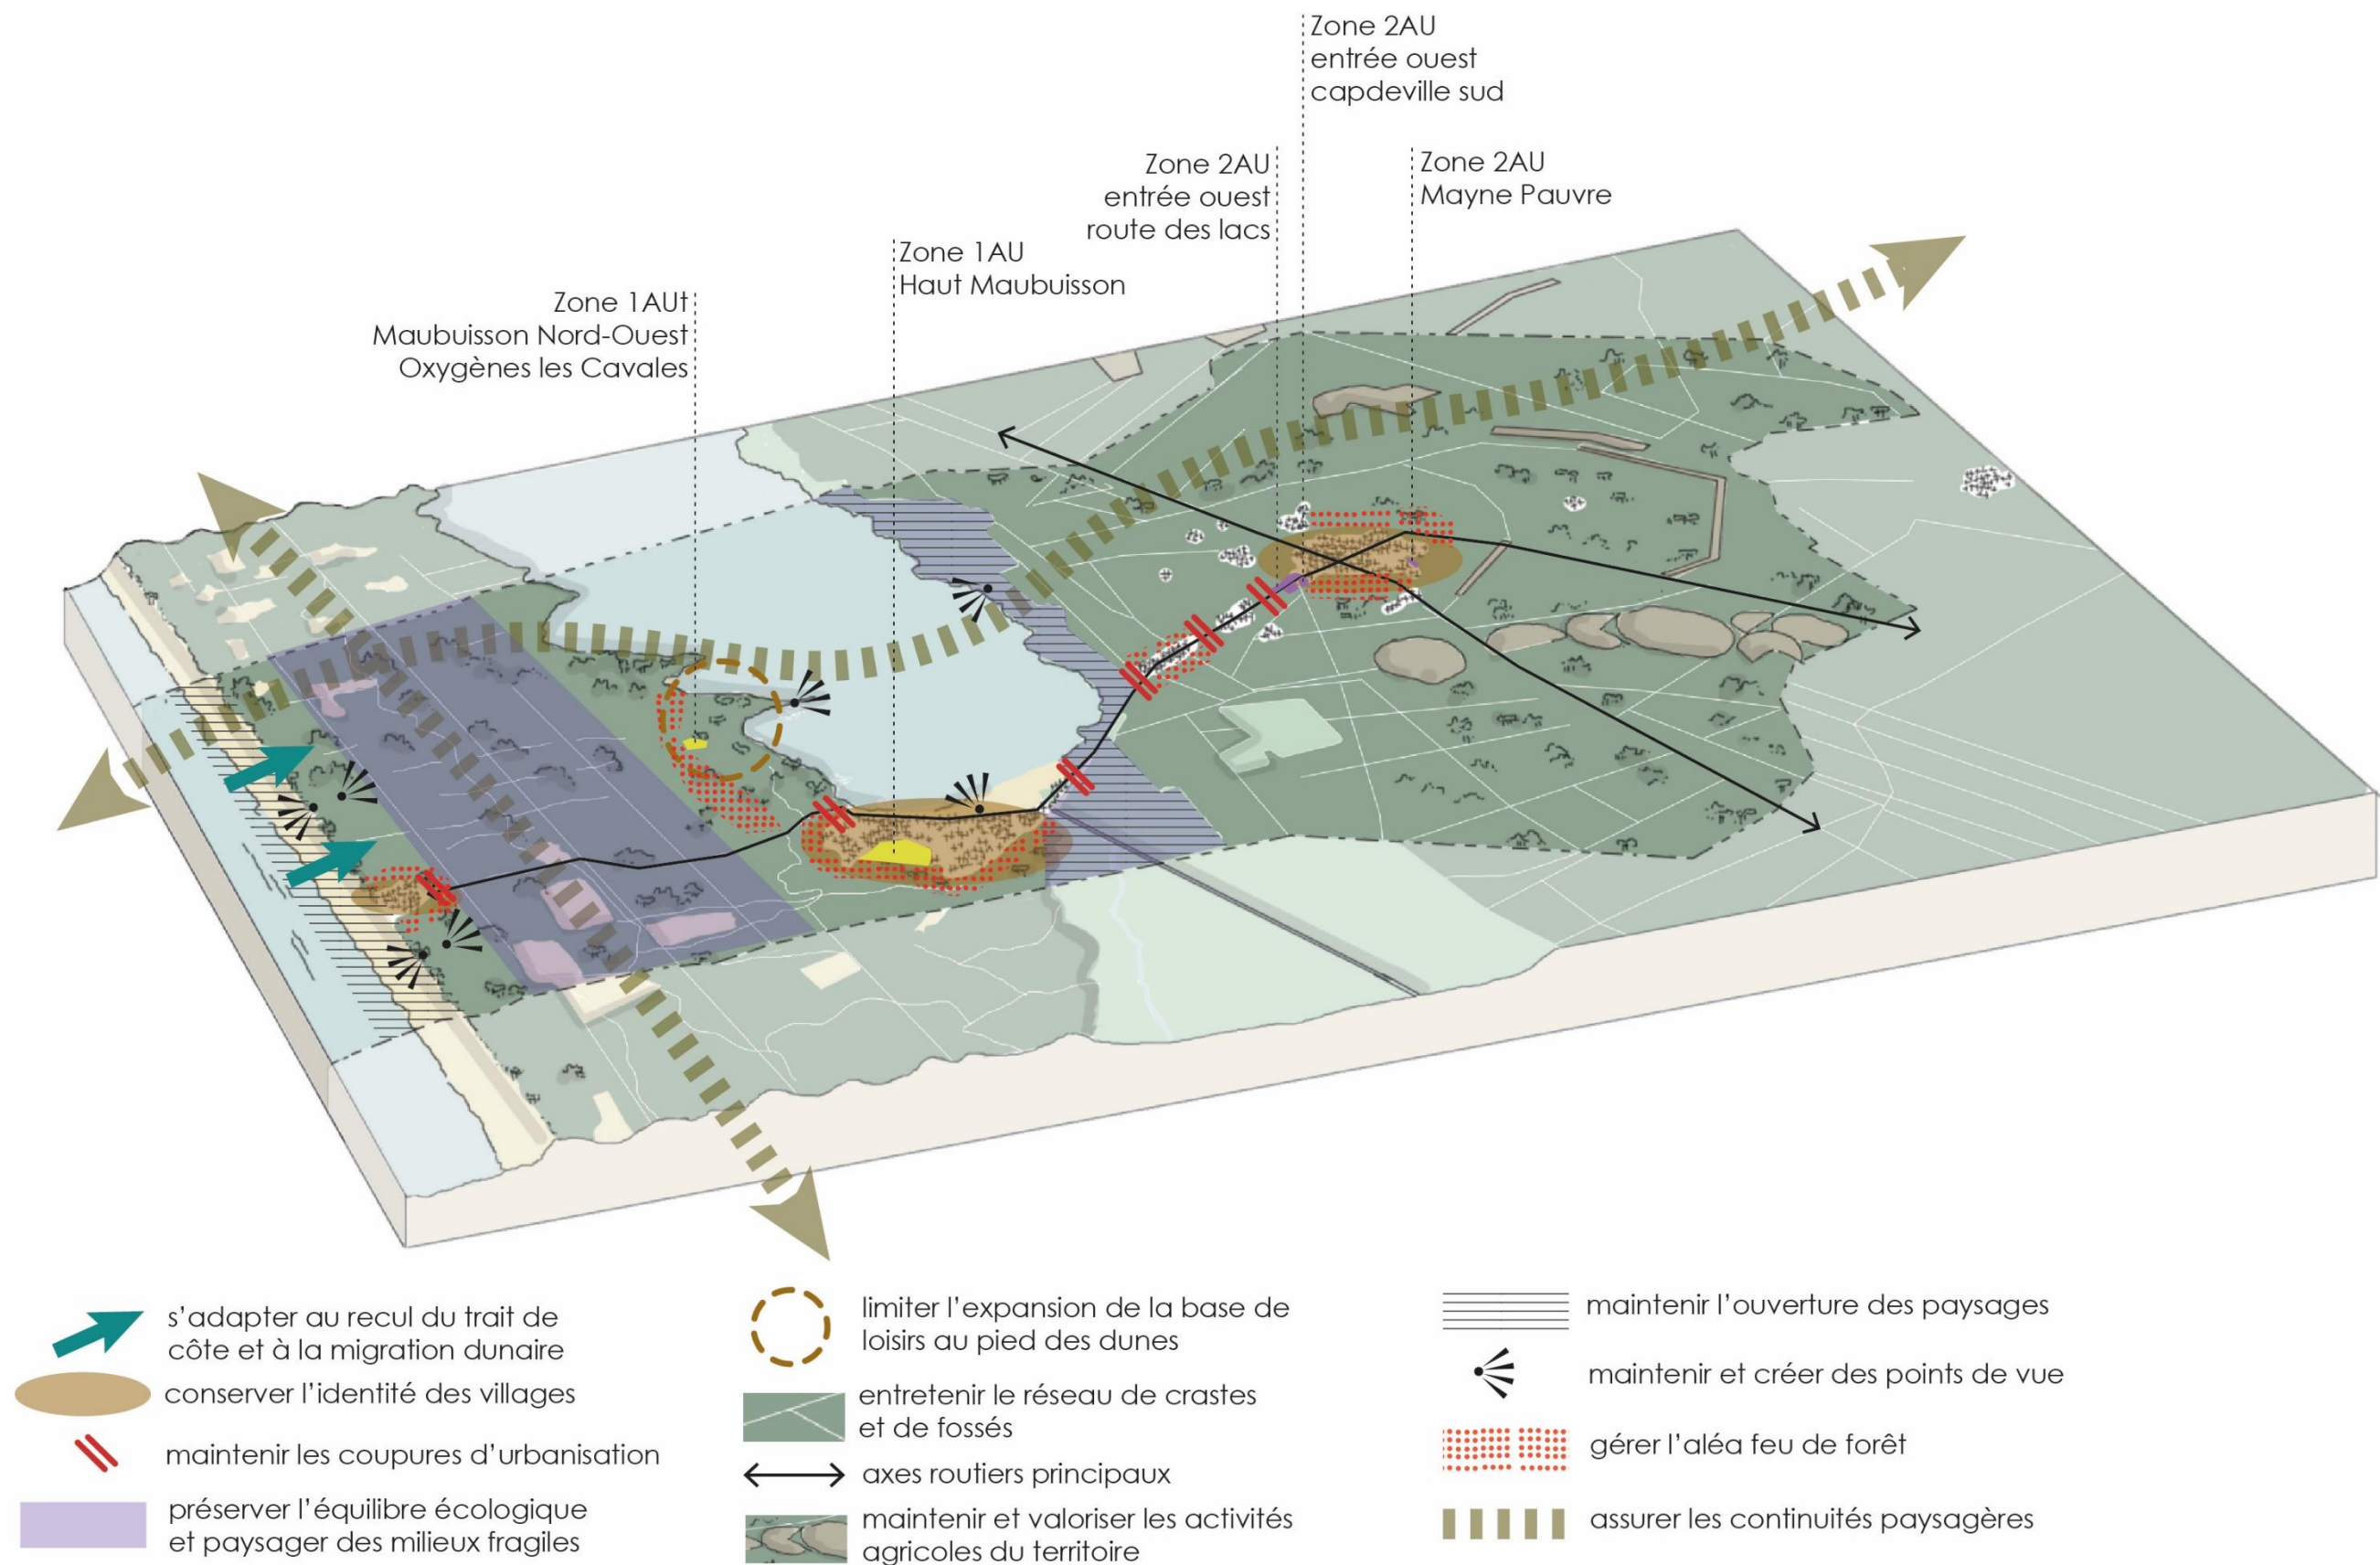 Zone 2AU
entrée ouest
capdeville sud
Zone 2AU
entrée ouest
route des lacs
Zone 2AU
Mayne Pauvre
Zone 1AU
Haut Maubuisson
Zone 1AUt
Maubuisson Nord-Ouest
Oxygènes les Cavales
s'adapter au recul du trait de
côte et à la migration dunaire
conserver l'identité des villages
maintenir les coupures d'urbanisation
préserver l'équilibre écologique
et paysager des milieux fragiles
limiter l'expansion de la base de
loisirs au pied des dunes
entretenir le réseau de crastes
et de fossés
axes routiers principaux
maintenir et valoriser les activités
agricoles du territoire
maintenir l'ouverture des paysages
maintenir et créer des points de vue
gérer l'aléa feu de forêt
assurer les continuités paysagères